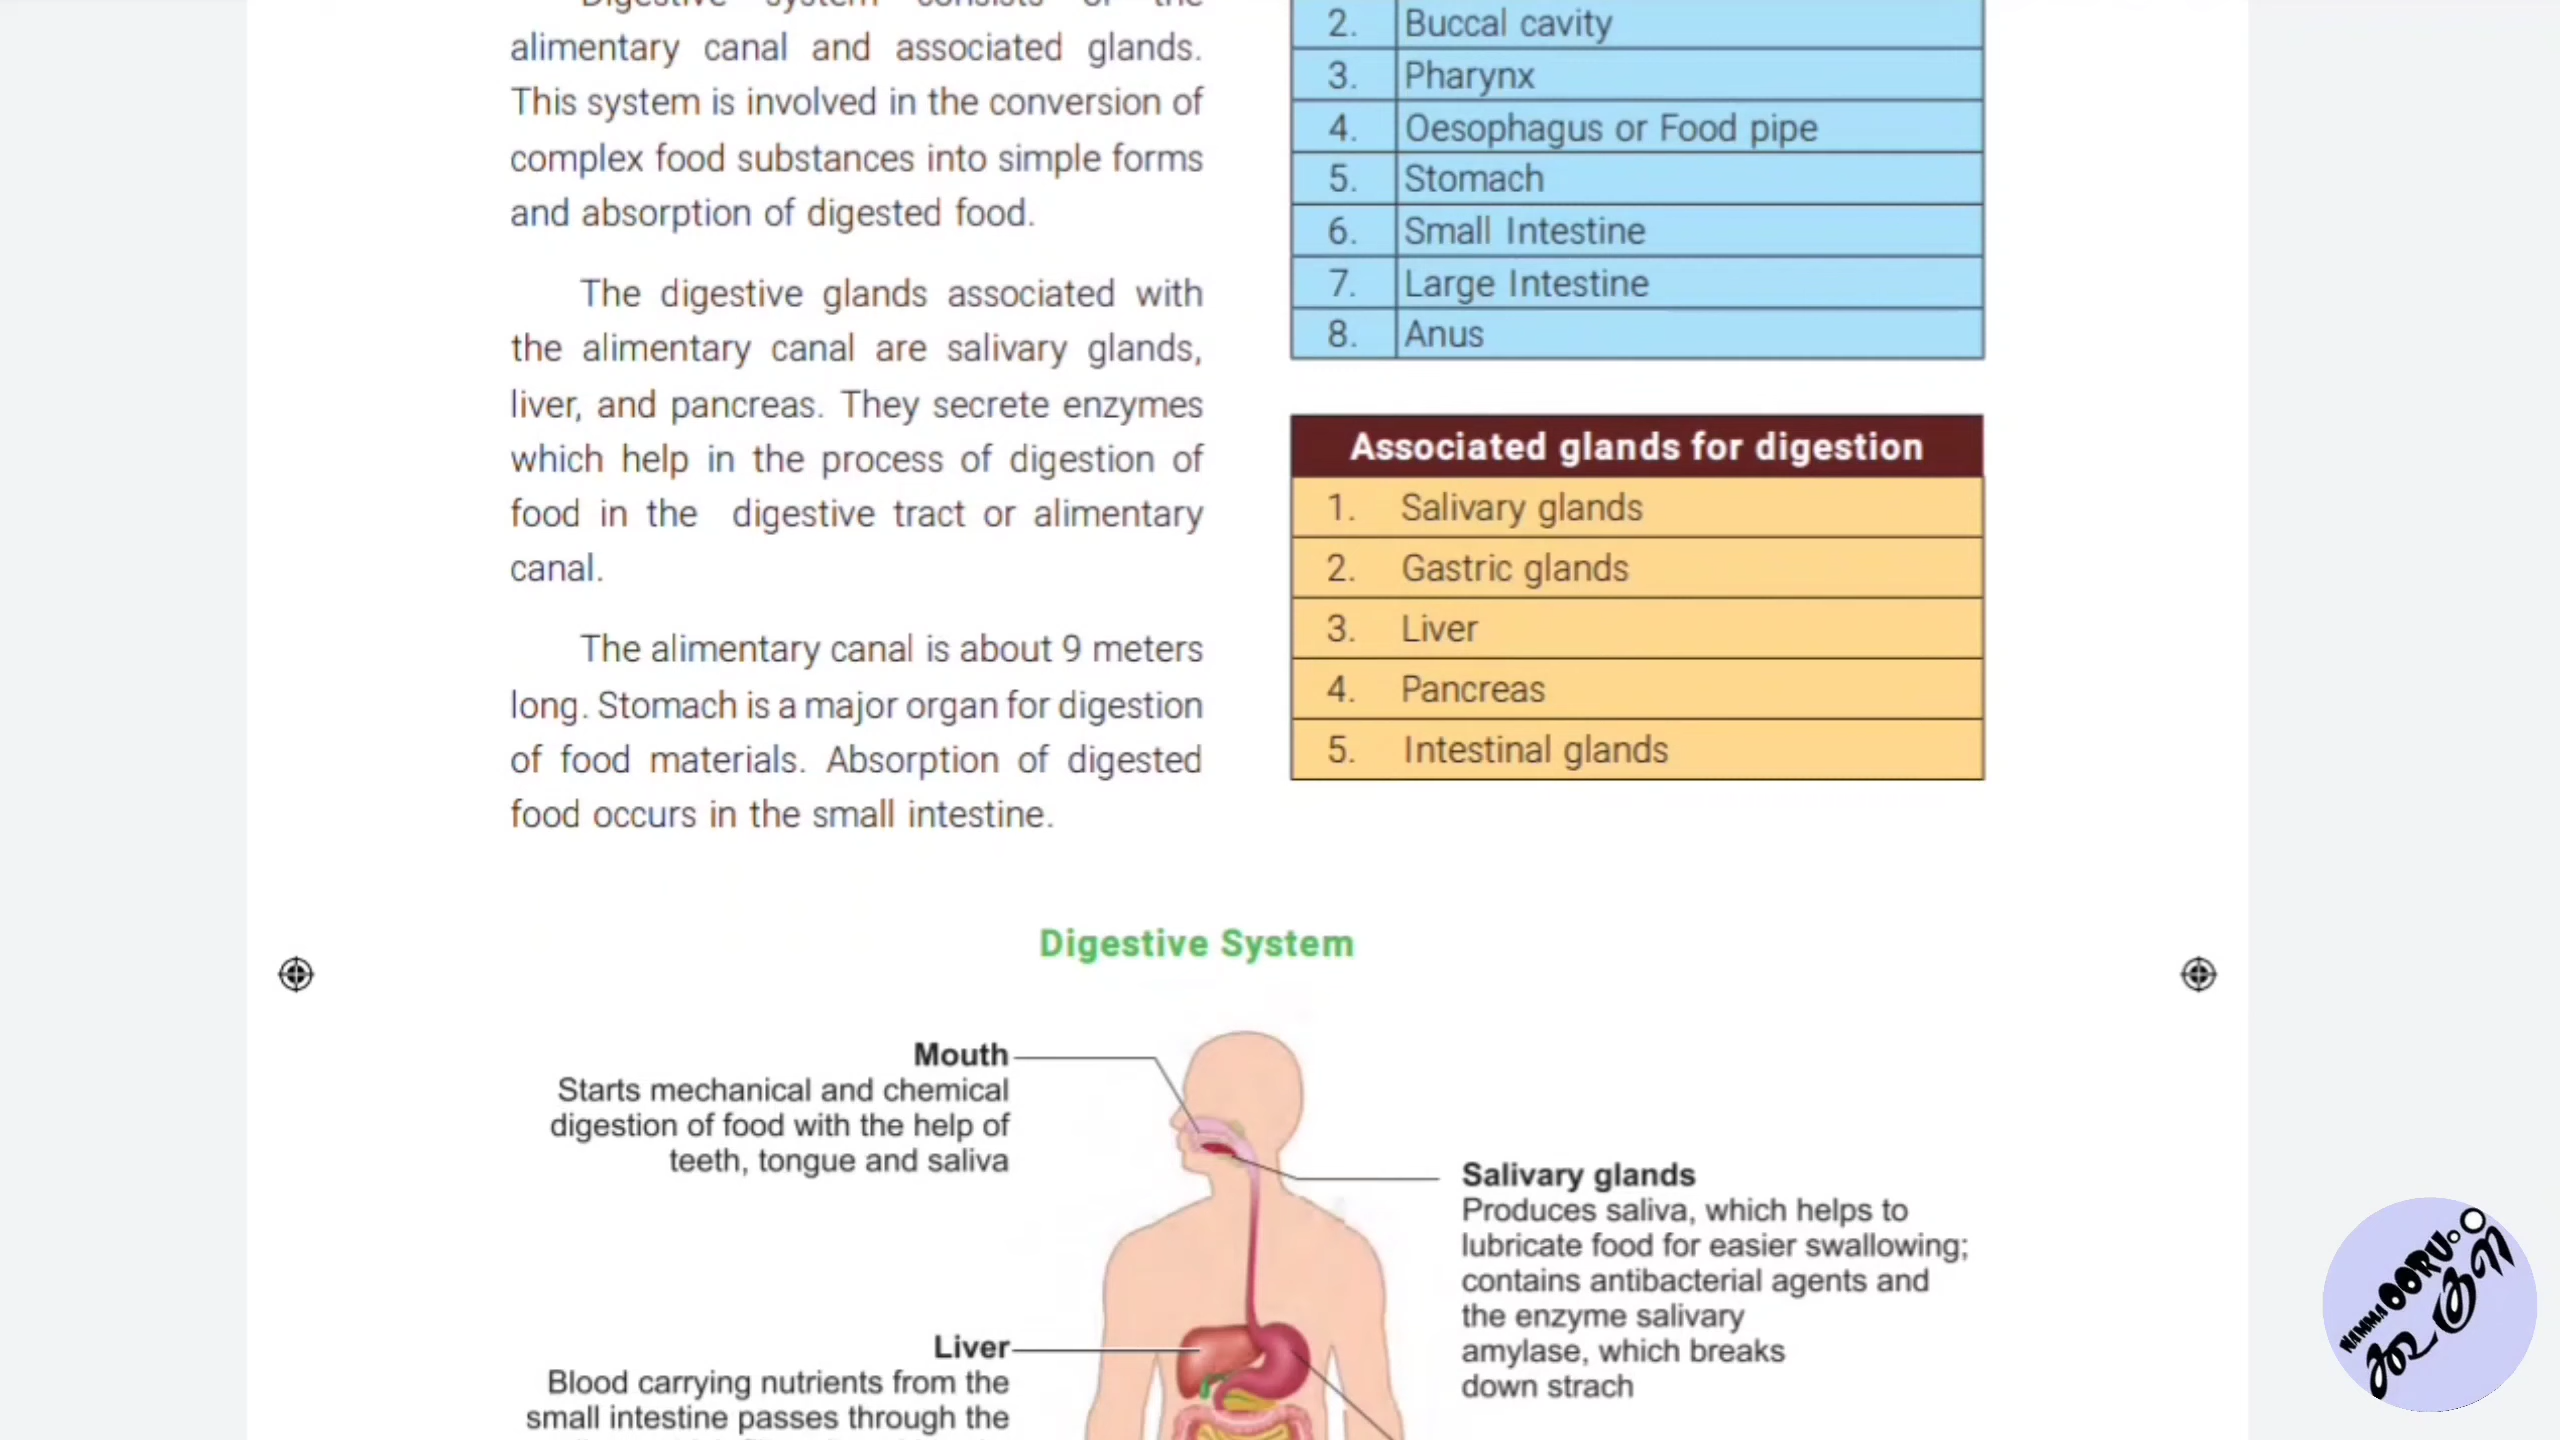 Digestive system consists of the
alimentary canal and associated glands.
This system is involved in the conversion of
complex food substances into simple forms
and absorption of digested food.
The digestive glands associated with
the alimentary canal are salivary glands,
liver, and pancreas. They secrete enzymes
which help in the process of digestion of
food in the digestive tract or alimentary
canal.
The alimentary canal is about 9 meters
long. Stomach is a major organ for digestion
of food materials. Absorption of digested
food occurs in the small intestine.
2. Buccal cavity
3. Pharynx
4. Oesophagus or Food pipe
5. Stomach
6. Small Intestine
7. Large Intestine
8. Anus
Associated glands for digestion
1. Salivary glands
2. Gastric glands
3. Liver
4. Pancreas
5. Intestinal glands
Digestive System
Mouth
Starts mechanical and chemical
digestion of food with the help of
teeth, tongue and saliva
Salivary glands
Produces saliva, which helps to
lubricate food for easier swallowing;
contains antibacterial agents and
the enzyme salivary
amylase, which breaks
down strach
Liver
Blood carrying nutrients from the
small intestine passes through the
NAMMAOORU